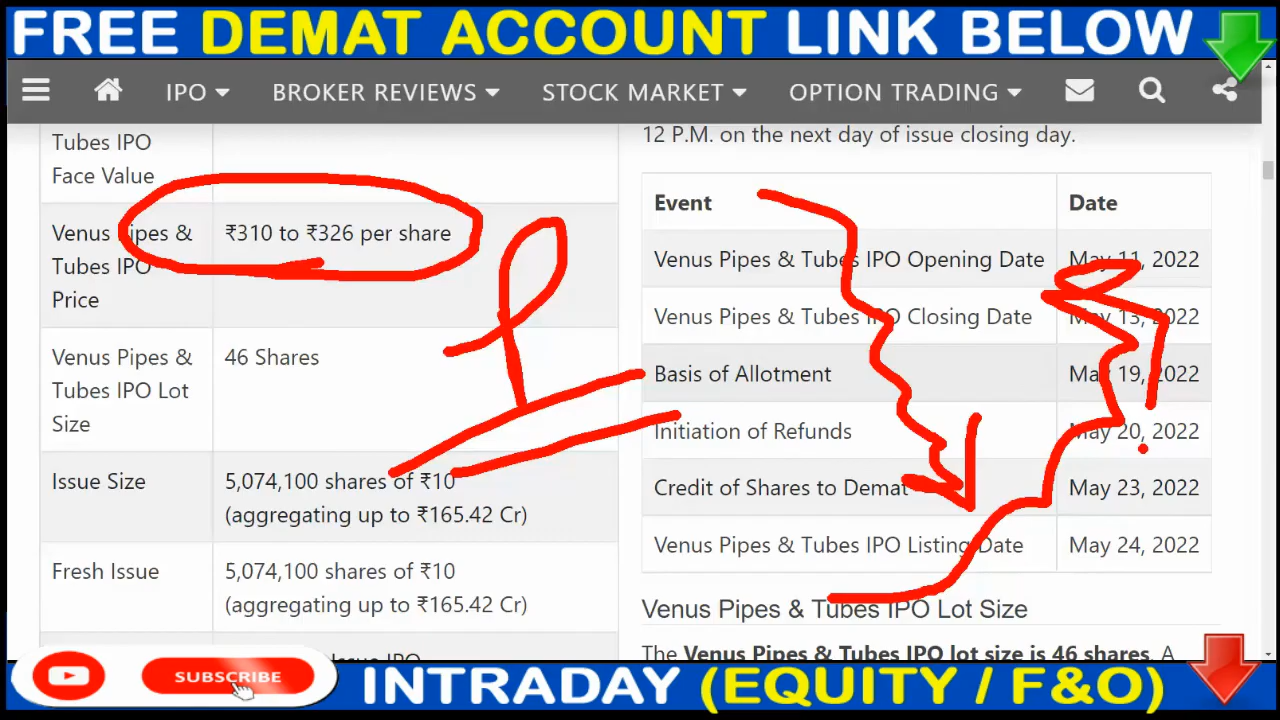 FREE DEMAT ACCOUNT LINK BELOW
IPO BROKER REVIEWS STOCK MARKET OPTION TRADING
Tubes IPO
Face Value
Venus Pipes &
Tubes IPO
Price
₹310 to ₹326 per share
Venus Pipes &
Tubes IPO Lot
Size
46 Shares
Issue Size
5,074,100 shares of ₹10
(aggregating up to ₹165.42 Cr)
Fresh Issue
5,074,100 shares of ₹10
(aggregating up to ₹165.42 Cr)
12 P.M. on the next day of issue closing day.
Event Date
Venus Pipes & Tubes IPO Opening Date May 11, 2022
Venus Pipes & Tubes IPO Closing Date May 13, 2022
Basis of Allotment May 19, 2022
Initiation of Refunds May 20, 2022
Credit of Shares to Demat May 23, 2022
Venus Pipes & Tubes IPO Listing Date May 24, 2022
Venus Pipes & Tubes IPO Lot Size
The Venus Pipes & Tubes IPO lot size is 46 shares. A
SUBSCRIBE
INTRADAY (EQUITY / F&O)